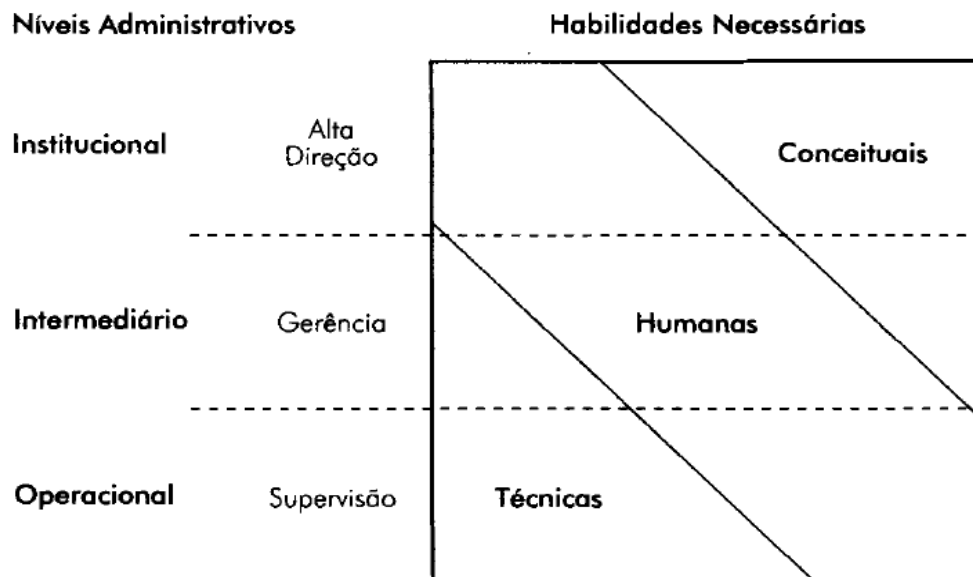 Níveis Administrativos
Habilidades Necessárias
Institucional
Alta
Direção
Conceituais
Intermediário
Gerência
Humanas
Operacional
Supervisão
Técnicas